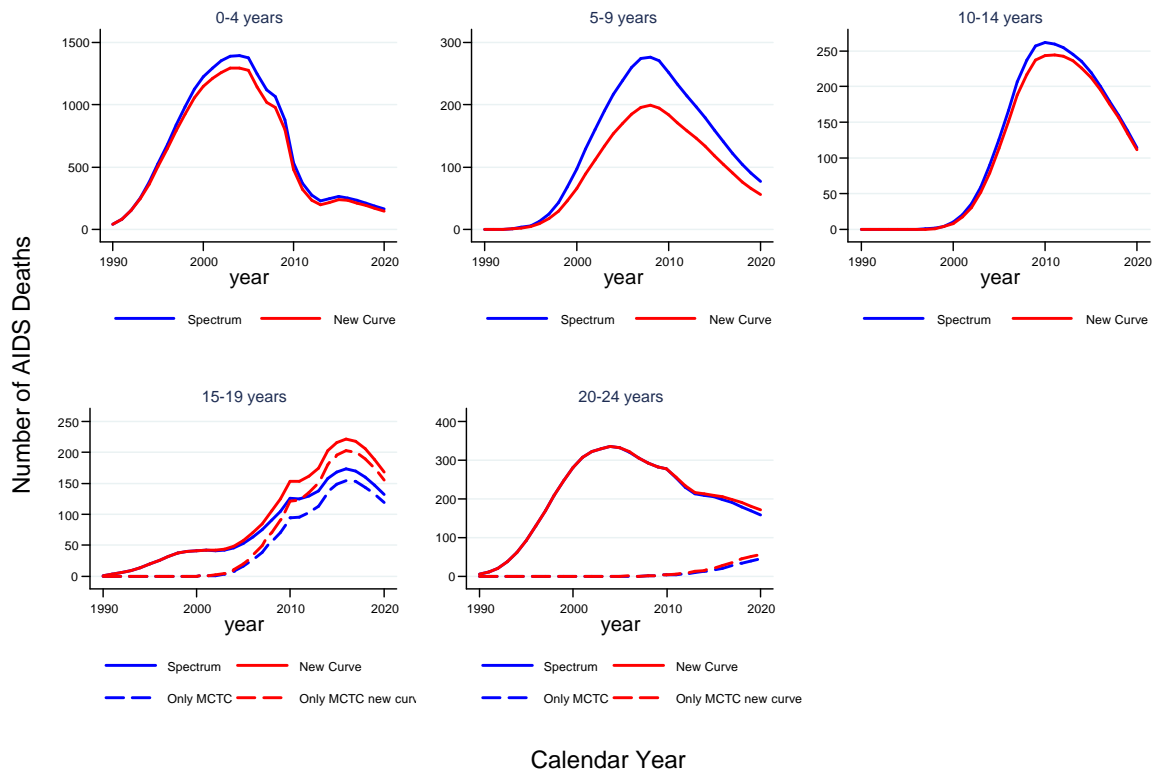 0-4 years
1500
1000
500
0
1990 2000 2010 2020
year
Spectrum New Curve
5-9 years
300
200
100
0
1990 2000 2010 2020
year
Spectrum New Curve
10-14 years
250
200
150
100
50
0
1990 2000 2010 2020
year
Spectrum New Curve
Number of AIDS Deaths
15-19 years
250
200
150
100
50
0
1990 2000 2010 2020
year
Spectrum New Curve
Only MCTC Only MCTC new curv
20-24 years
400
300
200
100
0
1990 2000 2010 2020
year
Spectrum New Curve
Only MCTC Only MCTC new curve
Calendar Year